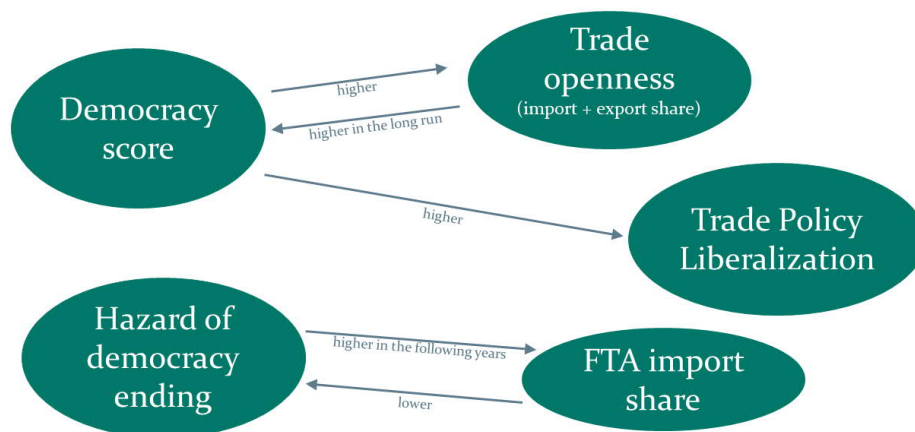 Democracy
score
higher
higher in the long run
Trade
openness
(import + export share)
higher
Trade Policy
Liberalization
Hazard of
democracy
ending
higher in the following years
lower
FTA import
share